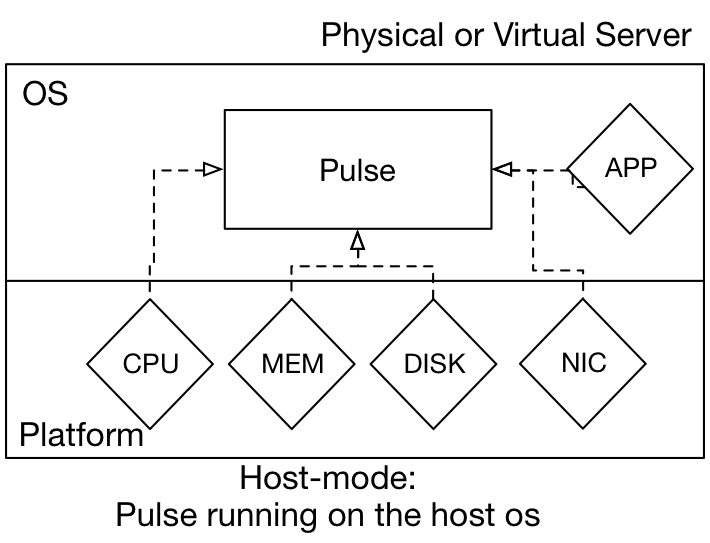 Physical or Virtual Server
OS
Pulse
APP
CPU
MEM
DISK
NIC
Platform
Host-mode:
Pulse running on the host os